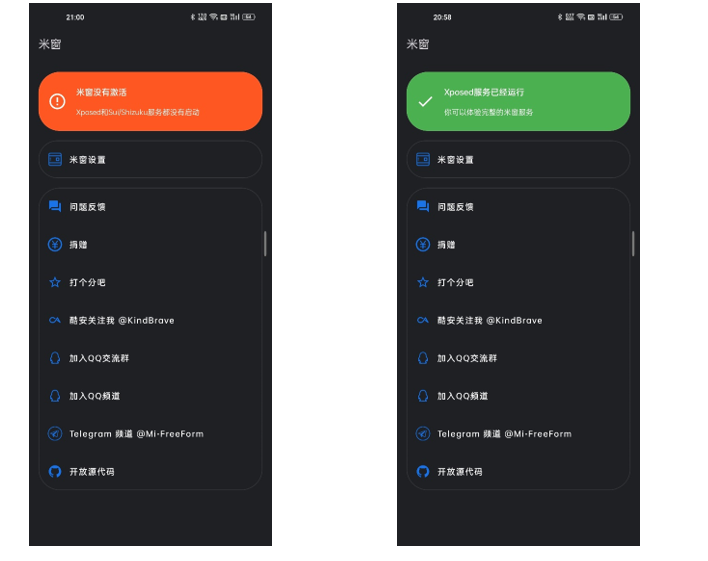 21:00
米窗
米窗没有激活
Xposed和Sui/Shizuku服务都没有启动
米窗设置
问题反馈
捐赠
打个分吧
酷安关注我 @KindBrave
加入QQ交流群
加入QQ频道
Telegram 频道 @Mi-FreeForm
开放源代码
20:58
米窗
Xposed服务已经运行
你可以体验完整的米窗服务
米窗设置
问题反馈
捐赠
打个分吧
酷安关注我 @KindBrave
加入QQ交流群
加入QQ频道
Telegram 频道 @Mi-FreeForm
开放源代码